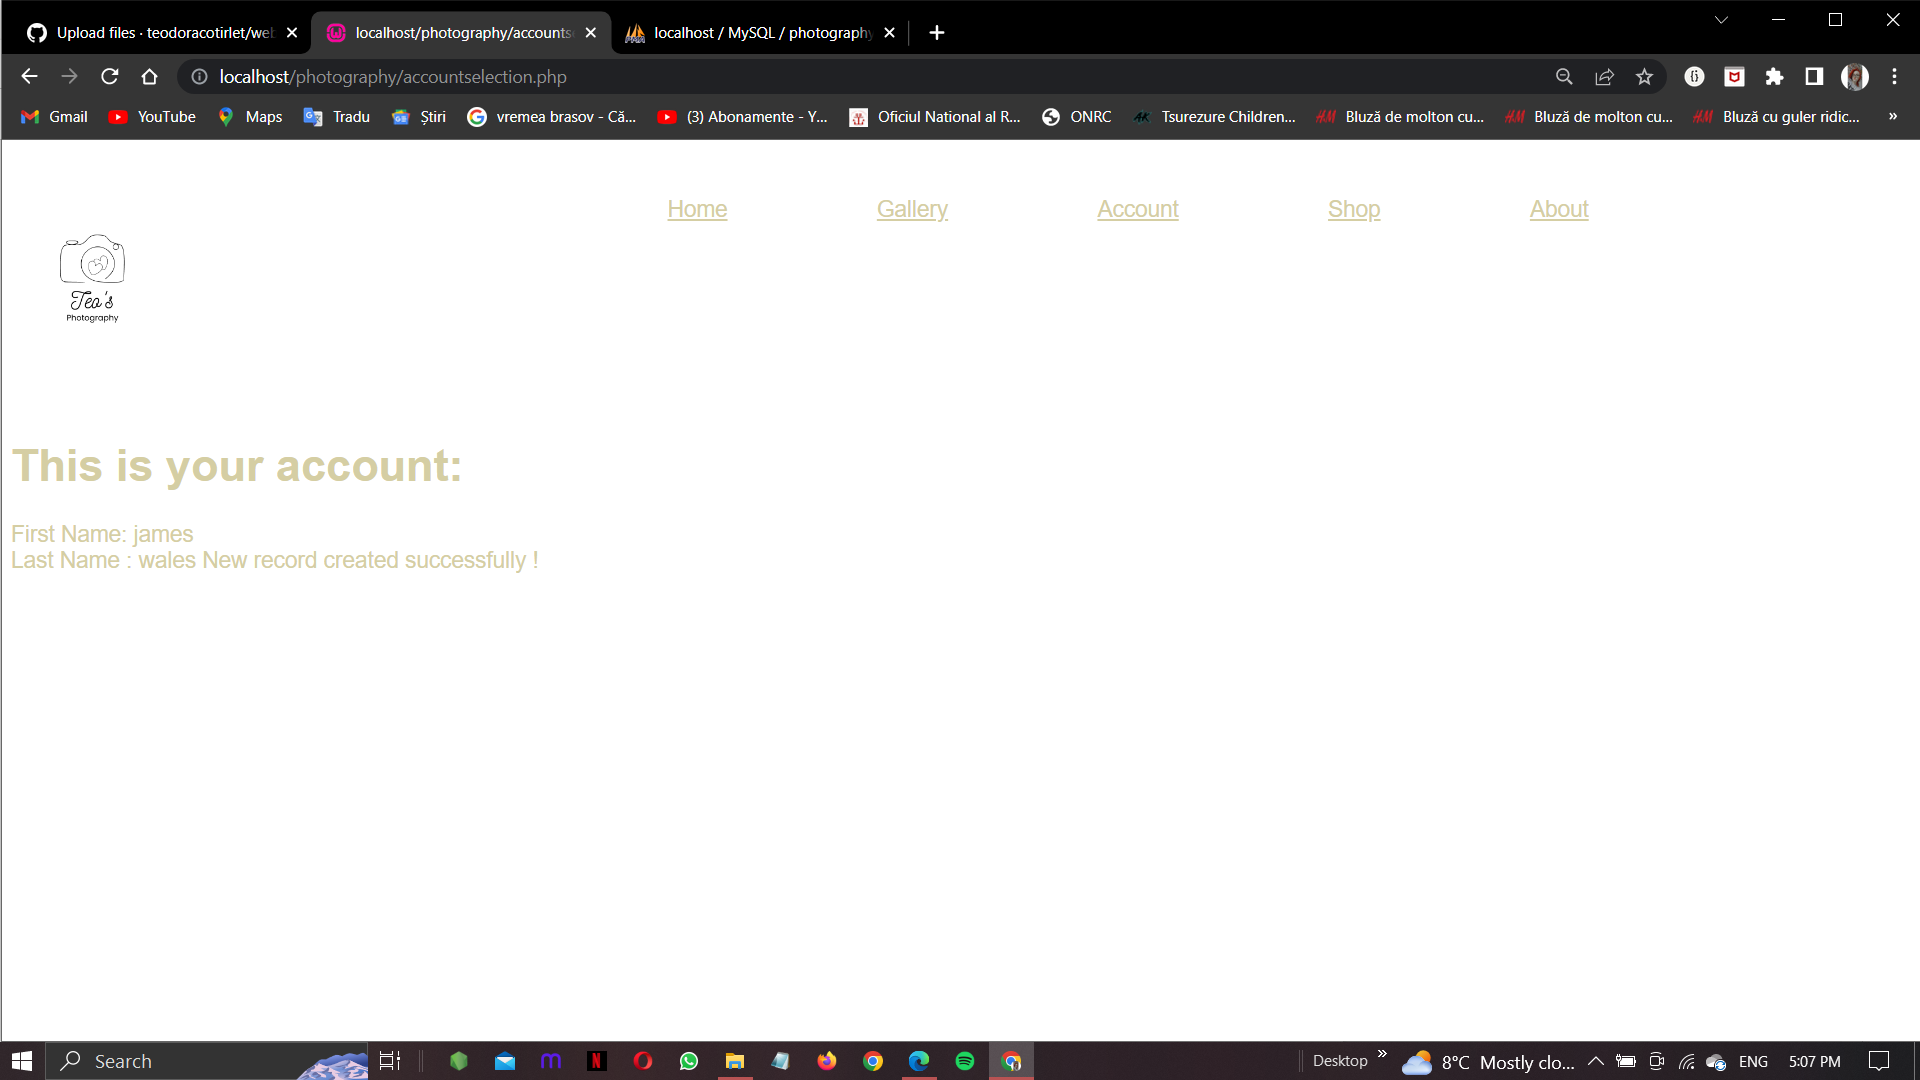 Upload files · teodoracotirlet/web
localhost/photography/accountse
localhost / MySQL / photography
localhost/photography/accountselection.php
Gmail
YouTube
Maps
Tradu
Știri
vremea brasov - Că...
(3) Abonamente - Y...
Oficiul National al R...
ONRC
Tsurezure Children...
Bluză de molton cu...
Bluză de molton cu...
Bluză cu guler ridic...
»
Home
Gallery
Account
Shop
About
Teo's
Photography
This is your account:
First Name: james
Last Name : wales New record created successfully !
Search
Desktop
8°C Mostly clo...
ENG
5:07 PM